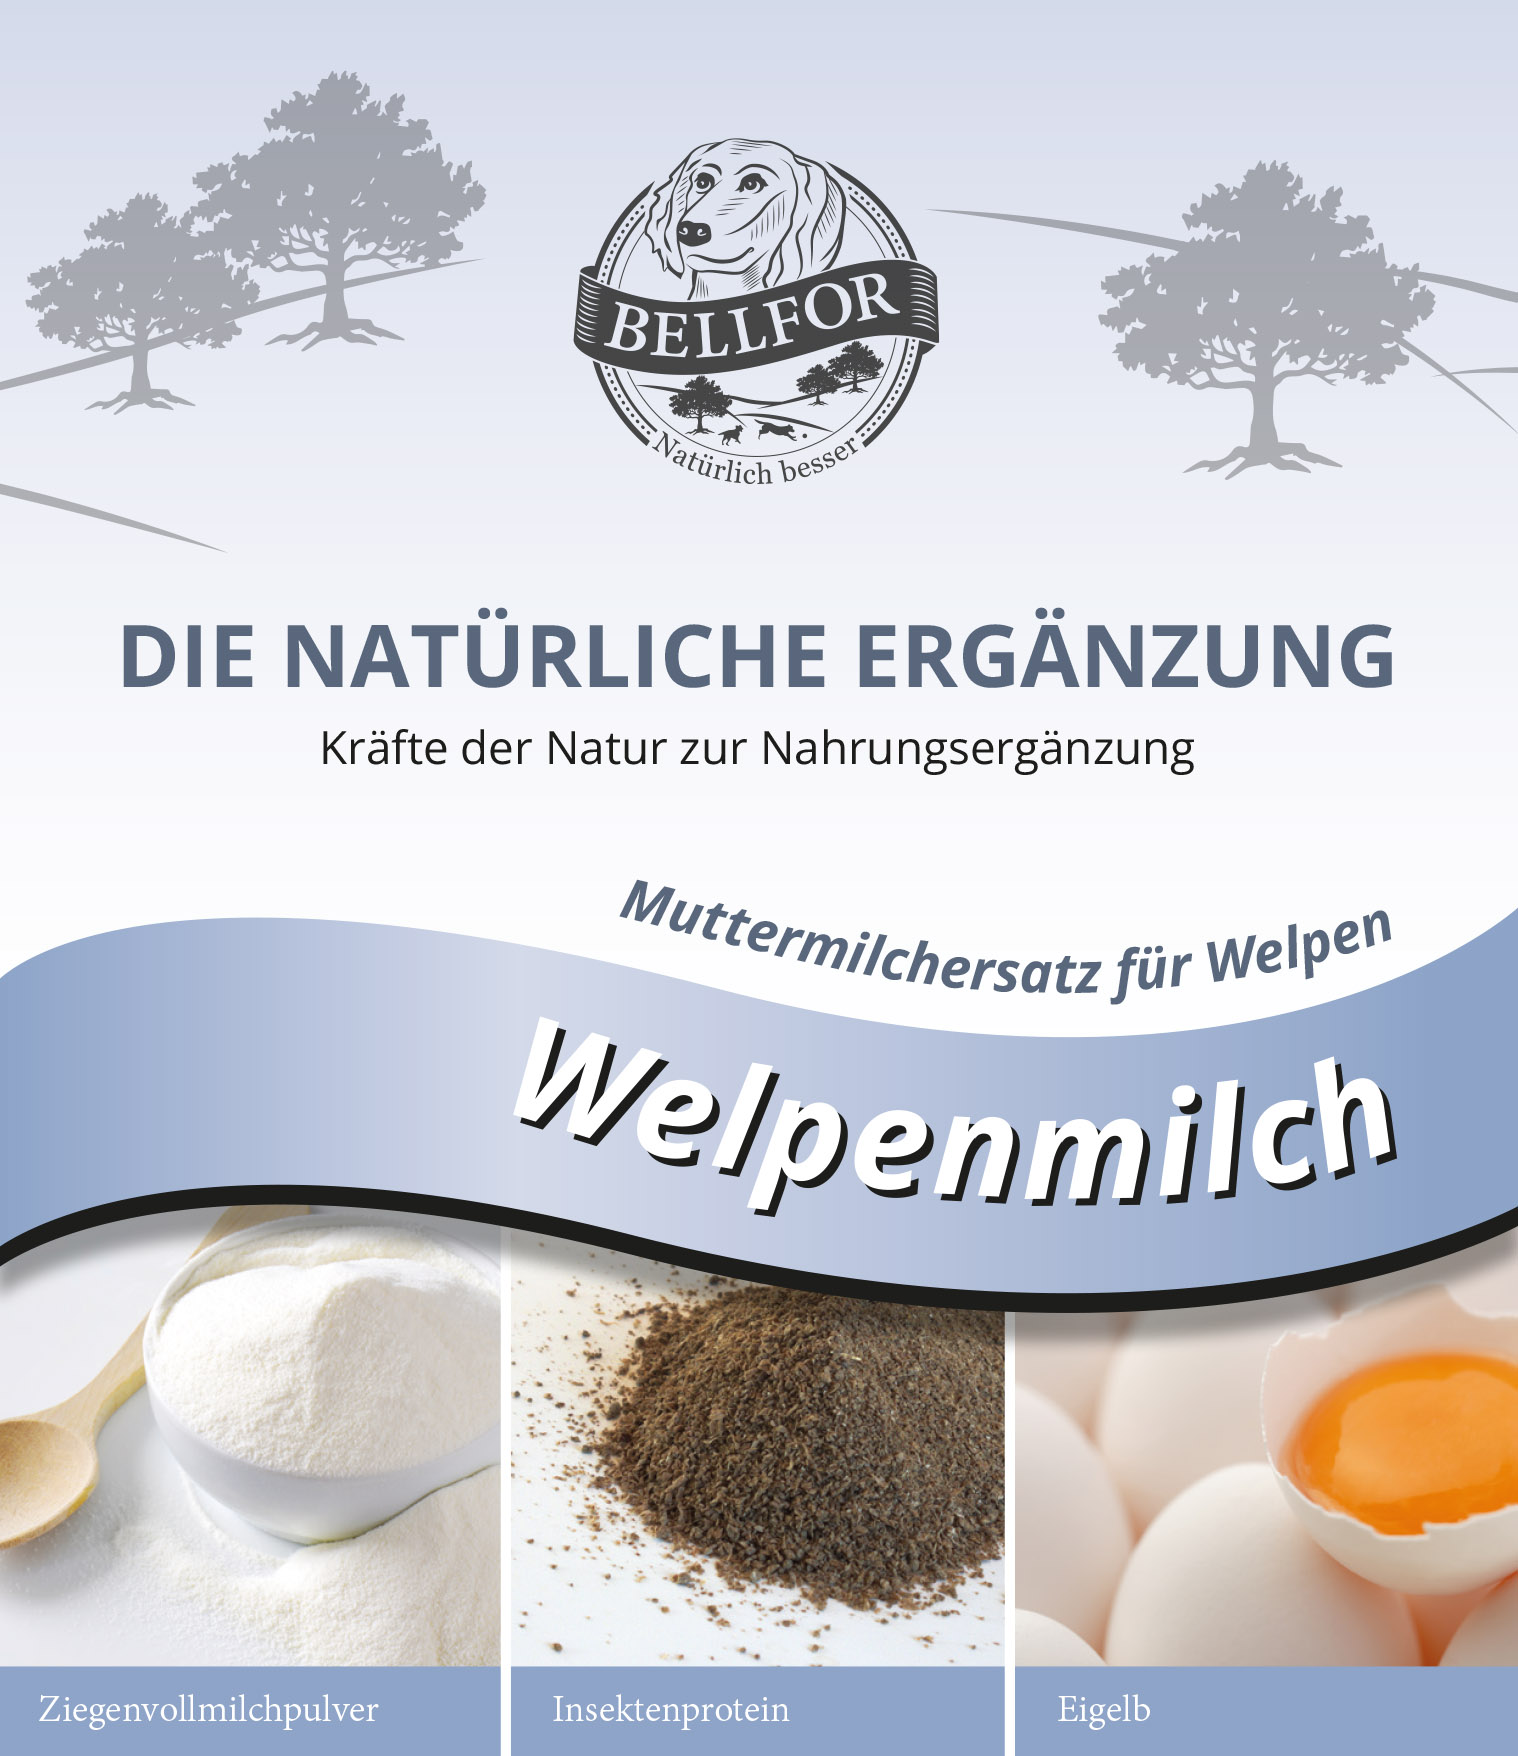 BELLFOR
Natürlich besser
DIE NATÜRLICHE ERGÄNZUNG
Kräfte der Natur zur Nahrungsergänzung
Muttermilchersatz für Welpen
Welpenmilch
Ziegenvollmilchpulver
Insektenprotein
Eigelb